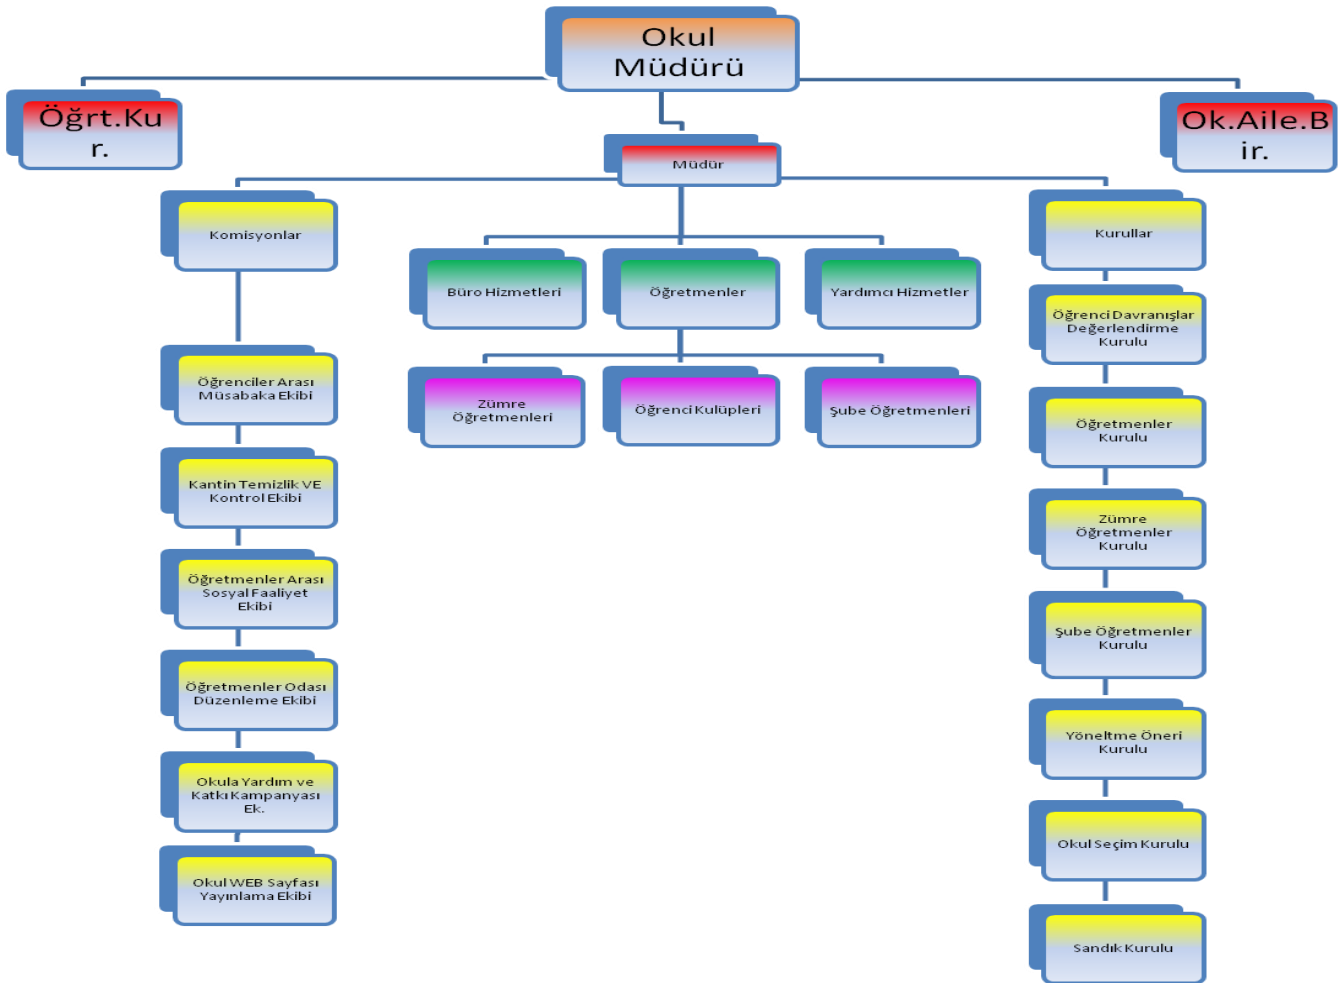 Okul
Müdürü
Öğrt.Ku
r.
Ok.Aile.B
ir.
Müdür
Komisyonlar
Kurullar
Büro Hizmetleri
Öğretmenler
Yardımcı Hizmetler
Zümre
Öğretmenleri
Öğrenci Kulüpleri
Şube Öğretmenleri
Öğrenciler Arası
Müsabaka Ekibi
Kantin Temizlik VE
Kontrol Ekibi
Öğretmenler Arası
Sosyal Faaliyet
Ekibi
Öğretmenler Odası
Düzenleme Ekibi
Okula Yardım ve
Katkı Kampanyası
Ek.
Okul WEB Sayfası
Yayınlama Ekibi
Öğrenci Davranışlar
Değerlendirme
Kurulu
Öğretmenler
Kurulu
Zümre
Öğretmenler
Kurulu
Şube Öğretmenler
Kurulu
Yöneltme Öneri
Kurulu
Okul Seçim Kurulu
Sandık Kurulu